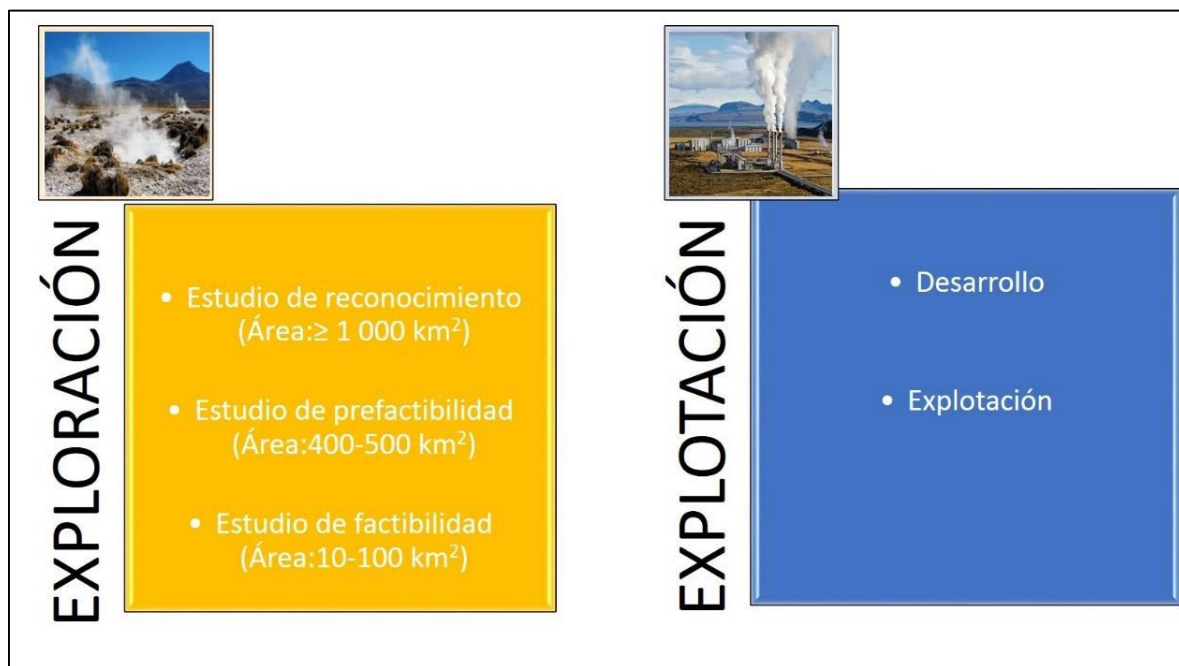 EXPLORACIÓN
• Estudio de reconocimiento
(Área:≥ 1 000 km²)
• Estudio de prefactibilidad
(Área:400-500 km²)
• Estudio de factibilidad
(Área:10-100 km²)
EXPLOTACIÓN
• Desarrollo
• Explotación